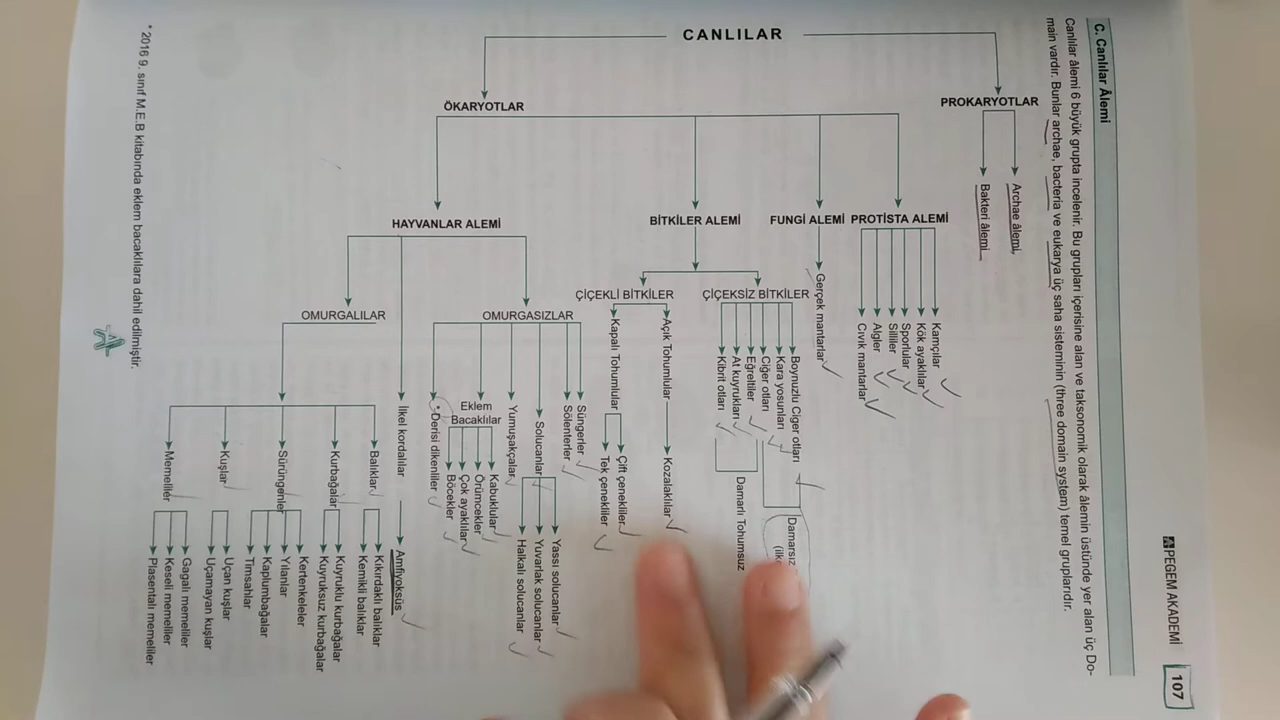 PEGEM AKADEMİ
107
C. Canlılar Âlemi
Canlılar âlemi 6 büyük grupta incelenir. Bu grupları içerisine alan ve taksonomik olarak âlemin üstünde yer alan üç Do-
main vardır. Bunlar archae, bacteria ve eukarya üç saha sisteminin (three domain system) temel gruplarıdır.
CANLILAR
ÖKARYOTLAR
PROKARYOTLAR
Archae âlemi
Bakteri âlemi
HAYVANLAR ALEMİ
BİTKİLER ALEMİ
FUNGİ ALEMİ
PROTİSTA ALEMİ
Kamçılılar
Kök ayaklılar
Sporlular
Silliler
Algler
Cıvık mantarlar
Gerçek mantarlar
ÇİÇEKLİ BİTKİLER
ÇİÇEKSİZ BİTKİLER
Boynuzlu Ciger otları
Kara yosunları
Ciğer otları
Eğreltiler
At kuyrukları
Kibrit otları
Damarsız
Damarlı Tohumsuz
Açık Tohumlular
Kozalaklılar
Kapalı Tohumlular
Çift çenekliler
Tek çenekliler
OMURGALILAR
OMURGASIZLAR
Süngerler
Sölenterler
Solucanlar
Yassı solucanlar
Yuvarlak solucanlar
Halkalı solucanlar
Yumuşakçalar
Eklem
Bacaklılar
Kabuklular
Örümcekler
Çok ayaklılar
Böcekler
* Derisi dikenliler
İlkel kordalılar
Amfiyoksüs
Balıklar
Kıkırdaklı balıklar
Kemikli balıklar
Kurbağalar
Kuyruklu kurbağalar
Kuyruksuz kurbağalar
Sürüngenler
Kertenkeleler
Yılanlar
Kaplumbağalar
Timsahlar
Kuşlar
Uçan kuşlar
Uçamayan kuşlar
Memeliler
Gagalı memeliler
Keseli memeliler
Plasentalı memeliler
* 2016 9. sınıf M.E.B kitabında eklem bacaklılara dahil edilmiştir.